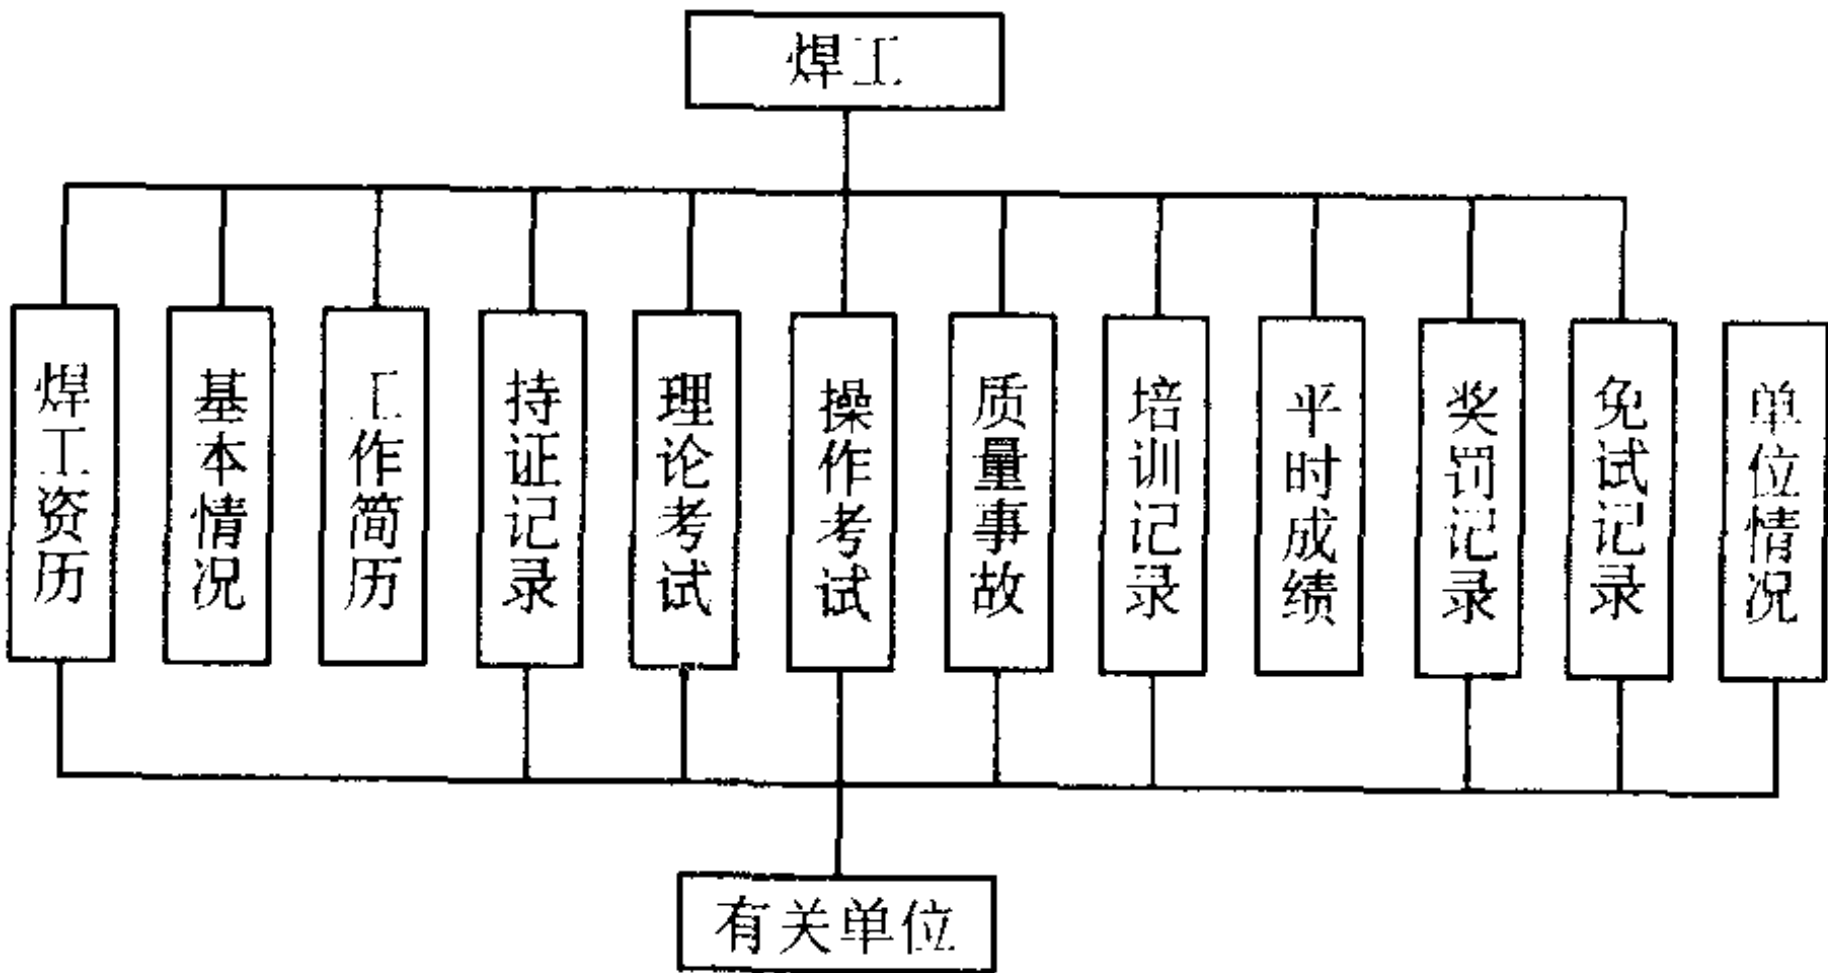 焊工
焊工资历
基本情况
工作简历
持证记录
理论考试
操作考试
质量事故
培训记录
平时成绩
奖罚记录
免试记录
单位情况
有关单位